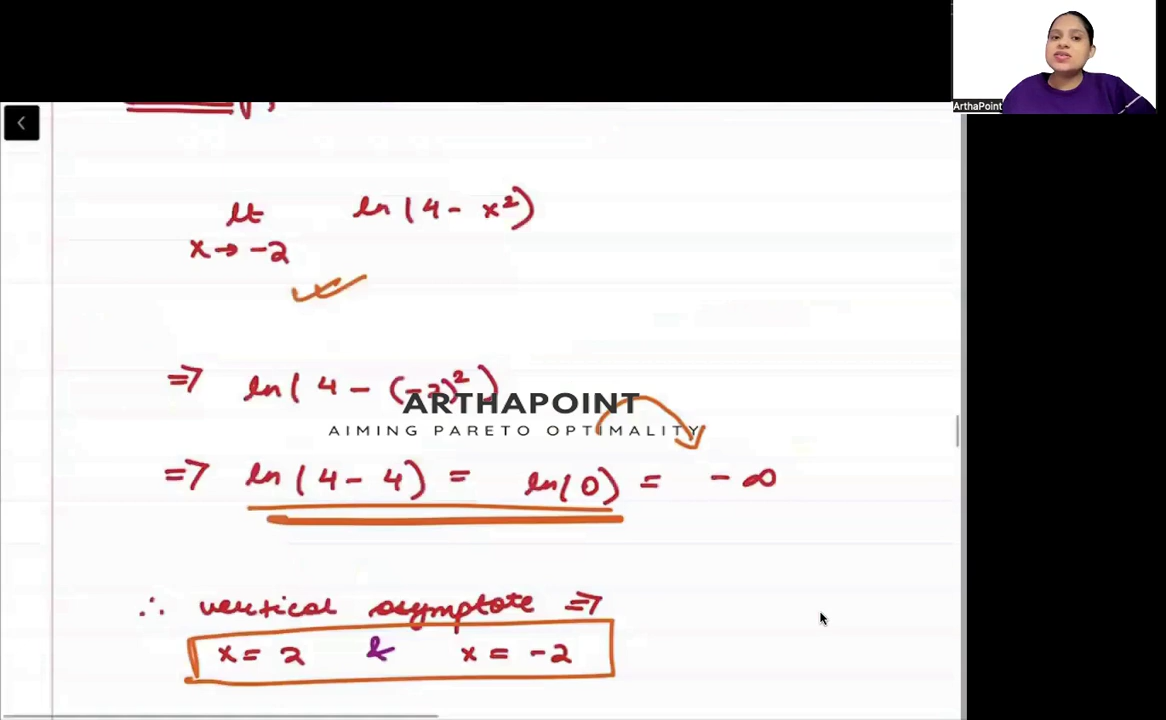 ArthaPoint
lt ln(4 - x²)
x → -2
⇒ ln(4 - (-2)²)
ARTHAPOINT
AIMING PARETO OPTIMALITY
⇒ ln(4 - 4) = ln(0) = - ∞
∴ vertical asymptote ⇒
x = 2 & x = -2